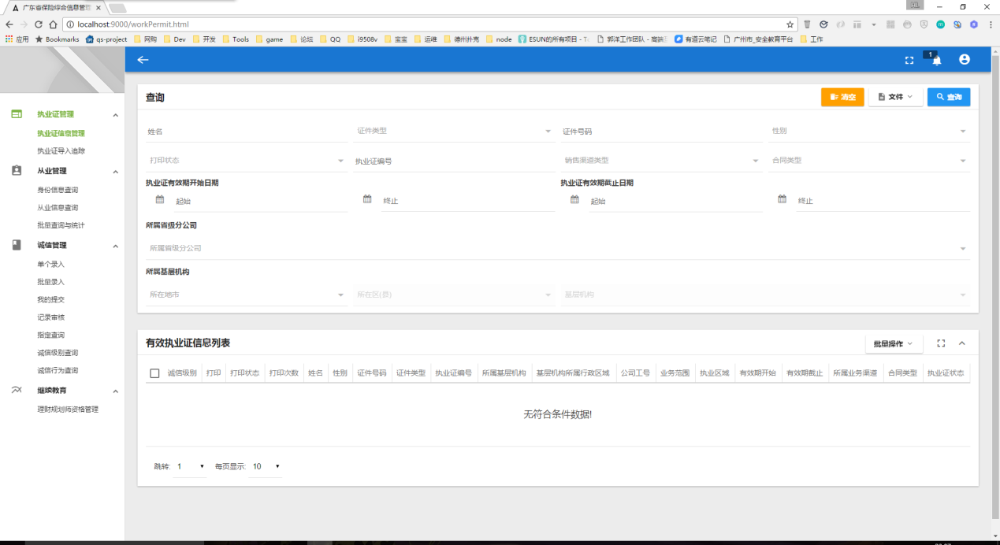 广东省保险综合信息管理
localhost:9000/workPermit.html
应用 Bookmarks qs-project 网购 Dev 开发 Tools game 论坛 QQ i9508v 宝宝 运维 德州扑克 node ESUN的所有项目 - 郭洋工作团队 - 高端 有道云笔记 广州市_安全教育平台 工作
1
执业证管理
执业证信息管理
执业证导入追踪
从业管理
身份信息查询
从业信息查询
批量查询与统计
诚信管理
单个录入
批量录入
我的提交
记录审核
指定查询
诚信级别查询
诚信行为查询
继续教育
理财规划师资格管理
查询 清空 文件 查询
姓名 证件类型 证件号码 性别
打印状态 执业证编号 销售渠道类型 合同类型
执业证有效期开始日期 执业证有效期截止日期
起始 终止 起始 终止
所属省级分公司
所属省级分公司
所属基层机构
所在地市 所在区(县) 基层机构
有效执业证信息列表 批量操作
诚信级别 打印 打印状态 打印次数 姓名 性别 证件号码 证件类型 执业证编号 所属基层机构 基层机构所属行政区域 公司工号 业务范围 执业区域 有效期开始 有效期截止 所属业务渠道 合同类型 执业证状态
无符合条件数据!
跳转: 1 每页显示: 10